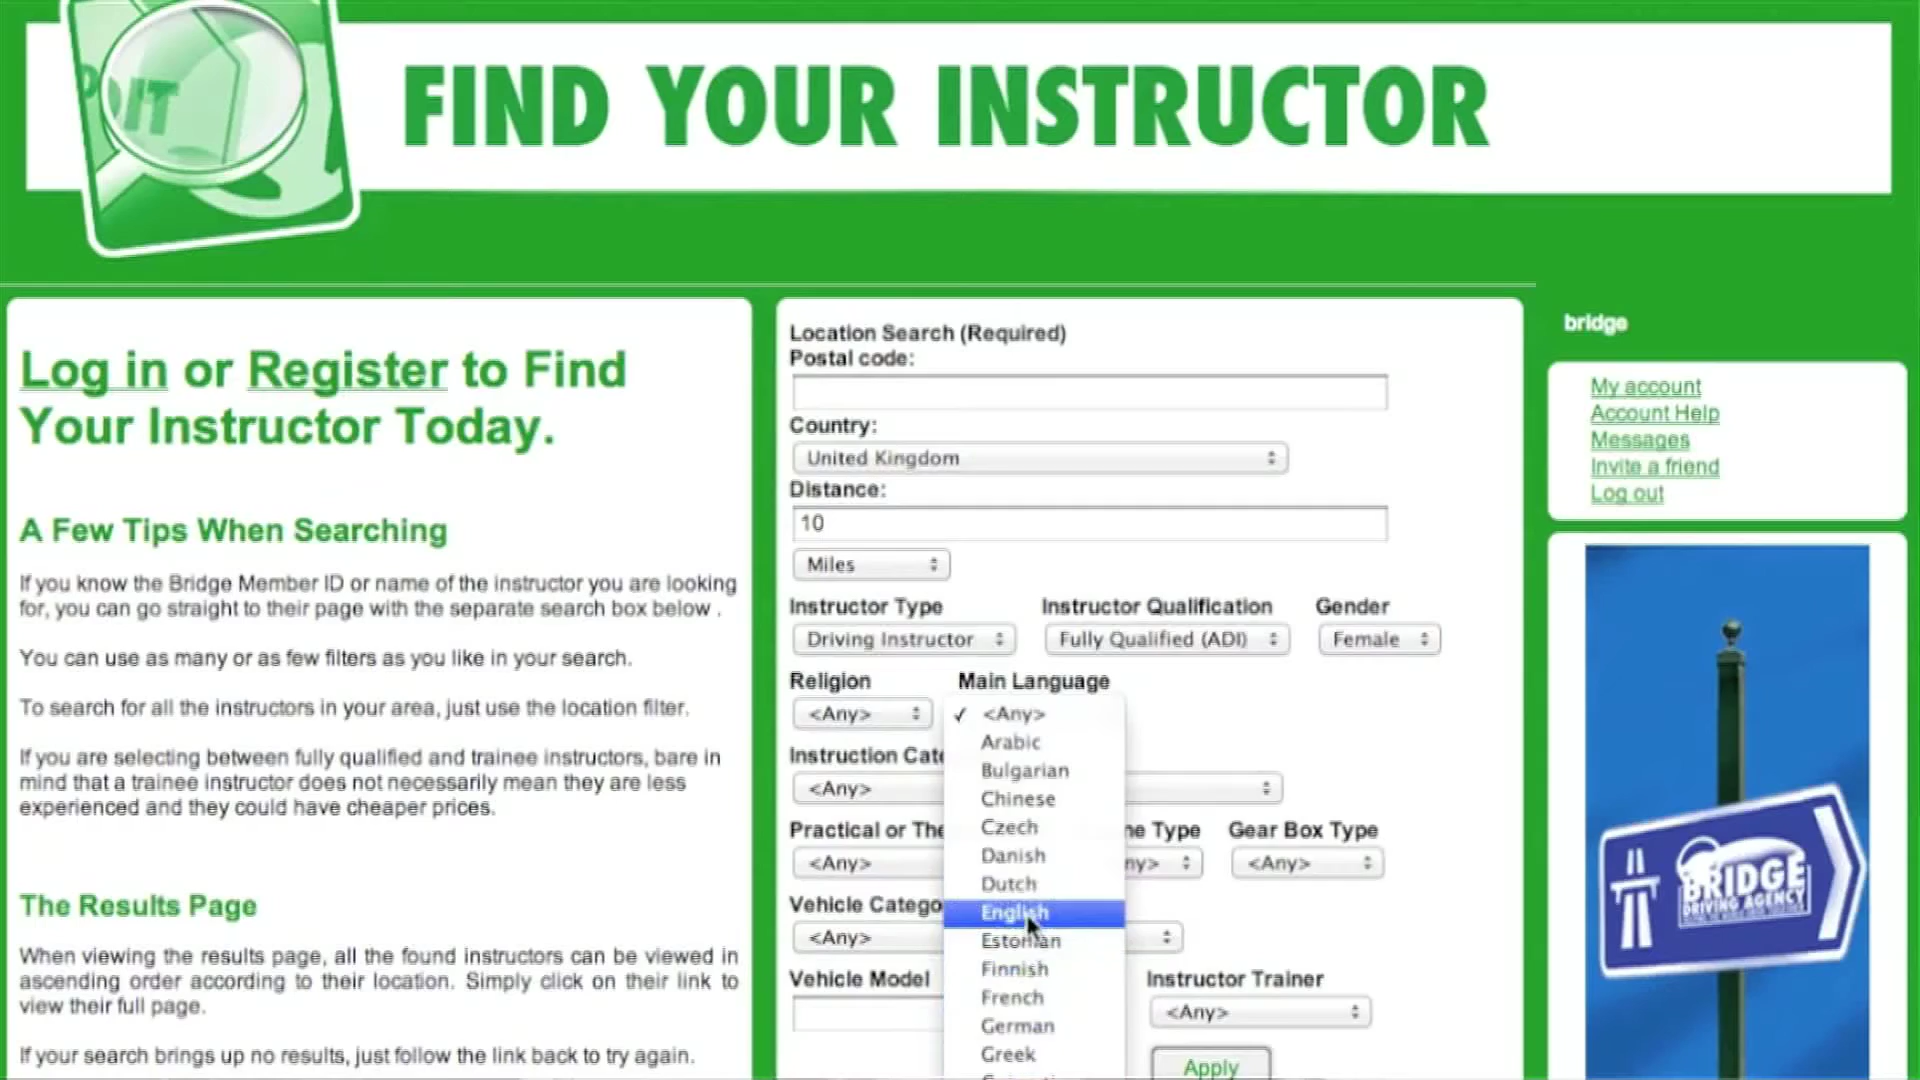 FIND YOUR INSTRUCTOR
Log in or Register to Find
Your Instructor Today.
A Few Tips When Searching
If you know the Bridge Member ID or name of the instructor you are looking
for, you can go straight to their page with the separate search box below .
You can use as many or as few filters as you like in your search.
To search for all the instructors in your area, just use the location filter.
If you are selecting between fully qualified and trainee instructors, bare in
mind that a trainee instructor does not necessarily mean they are less
experienced and they could have cheaper prices.
The Results Page
When viewing the results page, all the found instructors can be viewed in
ascending order according to their location. Simply click on their link to
view their full page.
If your search brings up no results, just follow the link back to try again.
Location Search (Required)
Postal code:
Country:
United Kingdom
Distance:
10
Miles
Instructor Type Instructor Qualification Gender
Driving Instructor Fully Qualified (ADI) Female
Religion Main Language
<Any>
✓ <Any>
Arabic
Bulgarian
Chinese
Czech
Danish
Dutch
English
Estonian
Finnish
French
German
Greek
Instruction Cate
<Any>
Practical or The ne Type Gear Box Type
<Any> ny> <Any>
Vehicle Catego
<Any>
Vehicle Model Instructor Trainer
<Any>
Apply
bridge
My account
Account Help
Messages
Invite a friend
Log out
BRIDGE
DRIVING AGENCY